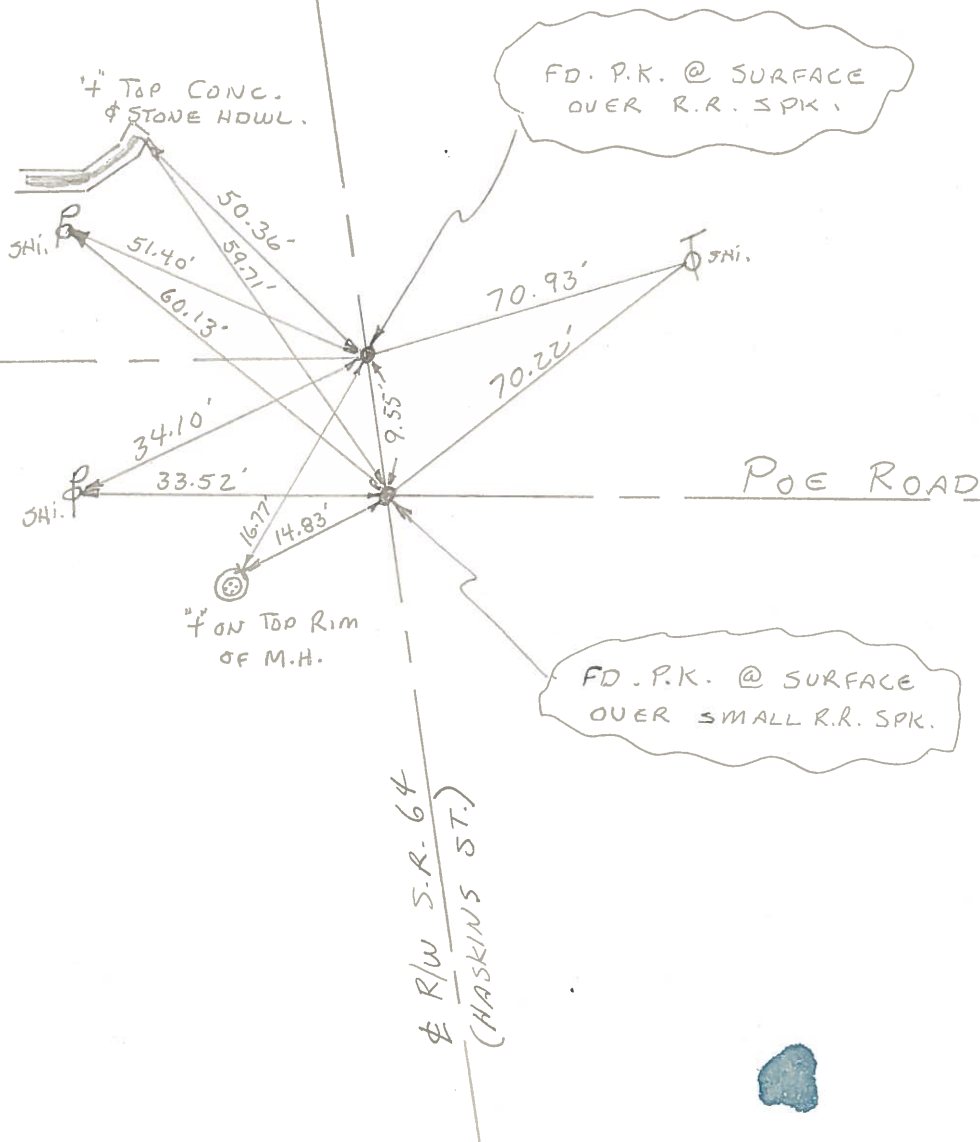 "+" TOP CONC.
& STONE HDWL.
FD. P.K. @ SURFACE
OVER R.R. SPK.
50.36'
59.71'
SHI.
51.40'
60.13'
70.93'
SHI.
70.22'
9.55'
34.10'
33.52'
SHI.
16.77'
14.83'
POE ROAD
"+" ON TOP RIM
OF M.H.
FD. P.K. @ SURFACE
OVER SMALL R.R. SPK.
℄ R/W S.R. 64
(HASKINS ST.)